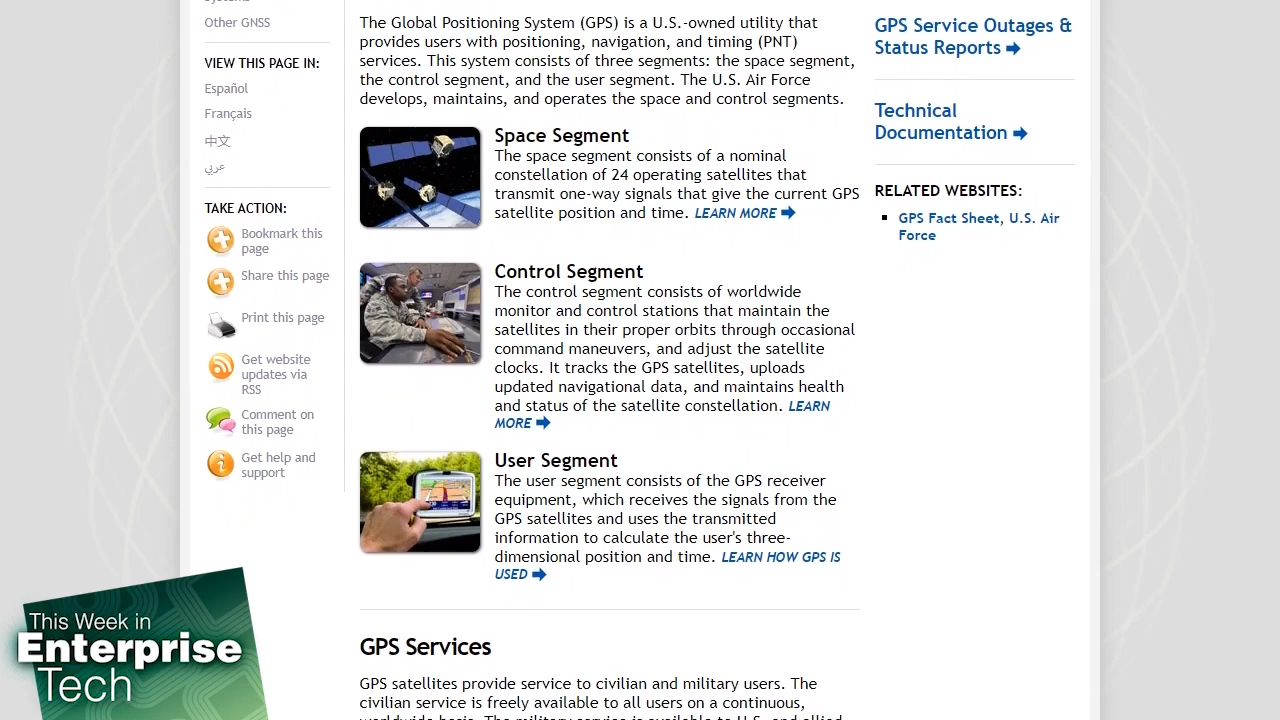 Other GNSS
VIEW THIS PAGE IN:
Español
Français
中文
عربي
TAKE ACTION:
Bookmark this
page
Share this page
Print this page
Get website
updates via
RSS
Comment on
this page
Get help and
support
The Global Positioning System (GPS) is a U.S.-owned utility that
provides users with positioning, navigation, and timing (PNT)
services. This system consists of three segments: the space segment,
the control segment, and the user segment. The U.S. Air Force
develops, maintains, and operates the space and control segments.
Space Segment
The space segment consists of a nominal
constellation of 24 operating satellites that
transmit one-way signals that give the current GPS
satellite position and time. LEARN MORE
Control Segment
The control segment consists of worldwide
monitor and control stations that maintain the
satellites in their proper orbits through occasional
command maneuvers, and adjust the satellite
clocks. It tracks the GPS satellites, uploads
updated navigational data, and maintains health
and status of the satellite constellation. LEARN
MORE
User Segment
The user segment consists of the GPS receiver
equipment, which receives the signals from the
GPS satellites and uses the transmitted
information to calculate the user's three-
dimensional position and time. LEARN HOW GPS IS
USED
GPS Services
GPS satellites provide service to civilian and military users. The
civilian service is freely available to all users on a continuous,
worldwide basis. The military service is available to U.S. and allied
GPS Service Outages &
Status Reports
Technical
Documentation
RELATED WEBSITES:
GPS Fact Sheet, U.S. Air
Force
This Week in
Enterprise
Tech